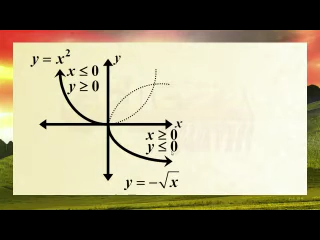 y = x²
y
x ≤ 0
y ≥ 0
x
x ≥ 0
y ≤ 0
y = −√x